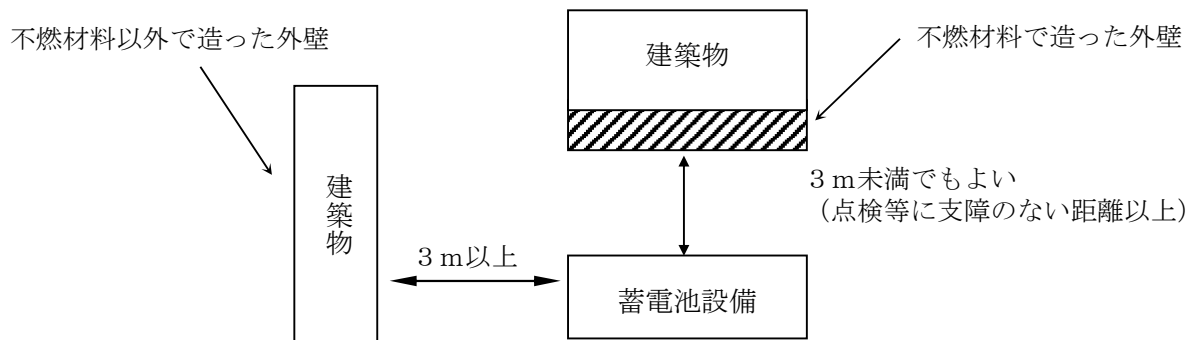 不燃材料以外で造った外壁
建築物
不燃材料で造った外壁
建築物
3m未満でもよい
(点検等に支障のない距離以上)
3m以上
蓄電池設備